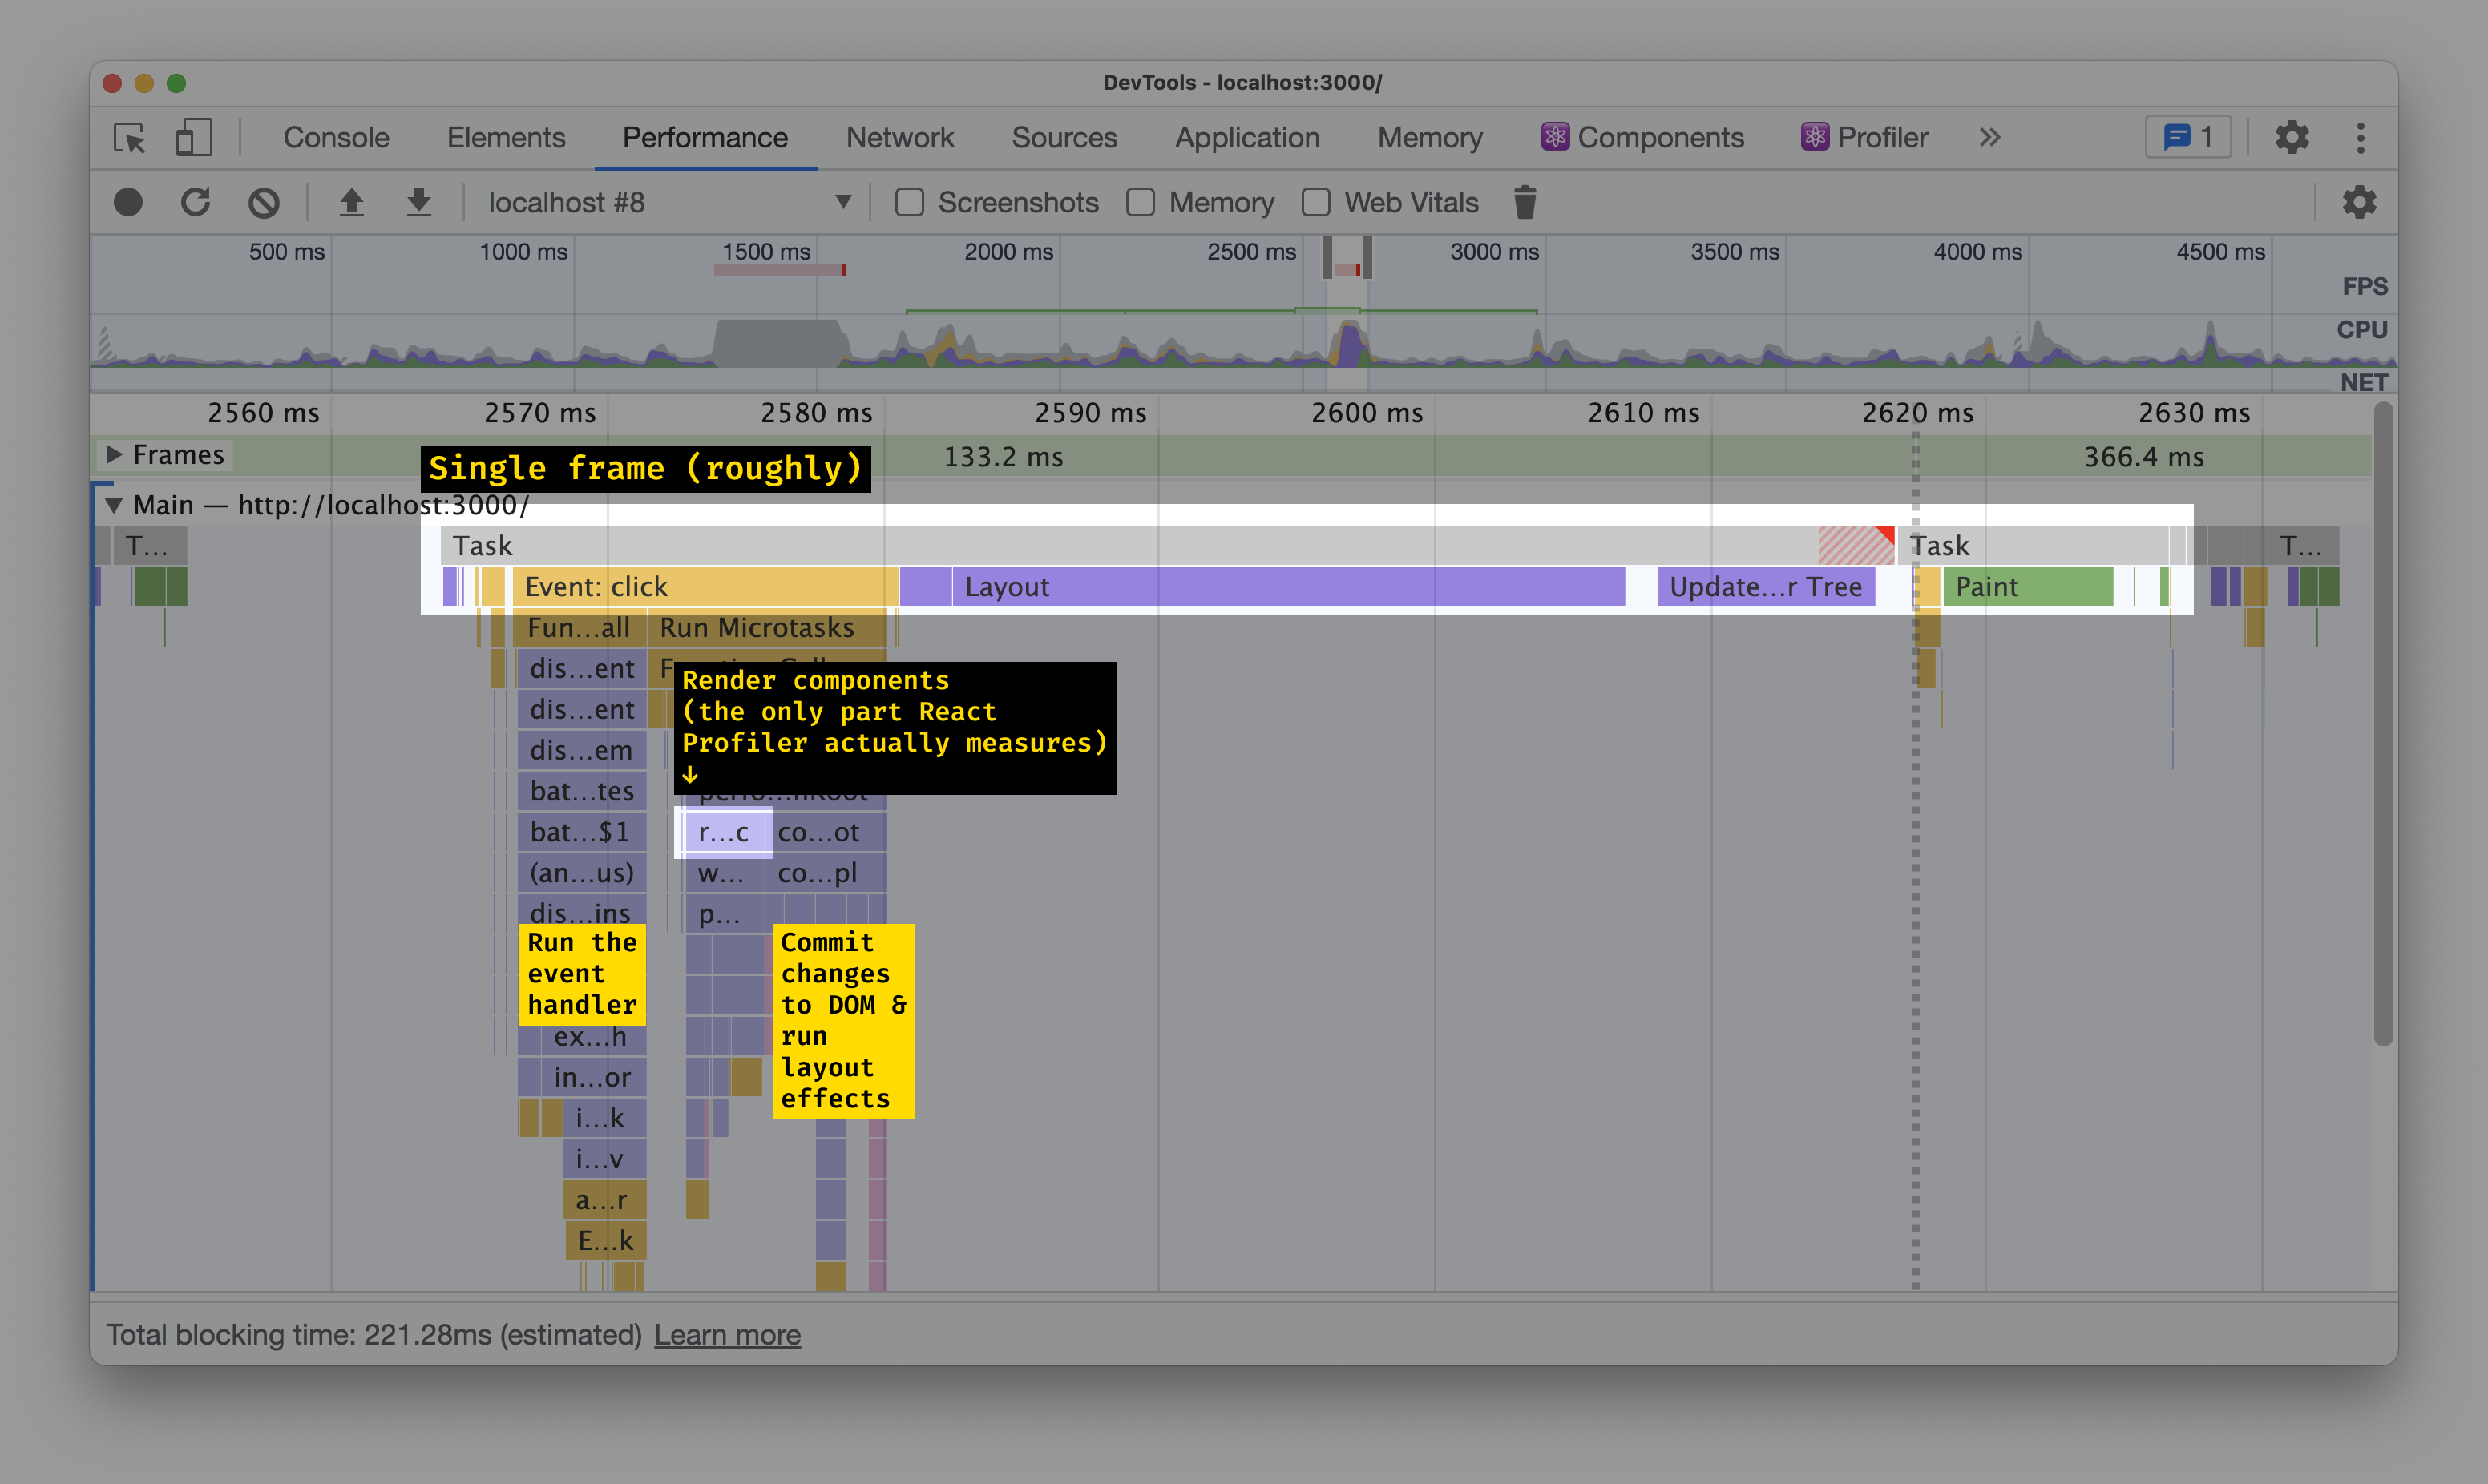 DevTools - localhost:3000/
Console Elements Performance Network Sources Application Memory Components Profiler 1
localhost #8 Screenshots Memory Web Vitals
500 ms 1000 ms 1500 ms 2000 ms 2500 ms 3000 ms 3500 ms 4000 ms 4500 ms
FPS
CPU
NET
2560 ms 2570 ms 2580 ms 2590 ms 2600 ms 2610 ms 2620 ms 2630 ms
Frames 133.2 ms 366.4 ms
Single frame (roughly)
Main — http://localhost:3000/
T... Task Task T...
Event: click Layout Update...r Tree Paint
Fun...all Run Microtasks
dis...ent
Render components
(the only part React
Profiler actually measures)
↓
dis...ent
dis...em
bat...tes
bat...$1 r...c co...ot
(an...us) w... co...pl
dis...ins p...
Run the
event
handler
Commit
changes
to DOM &
run
layout
effects
ex...h
in...or
i...k
i...v
a...r
E...k
Total blocking time: 221.28ms (estimated) Learn more